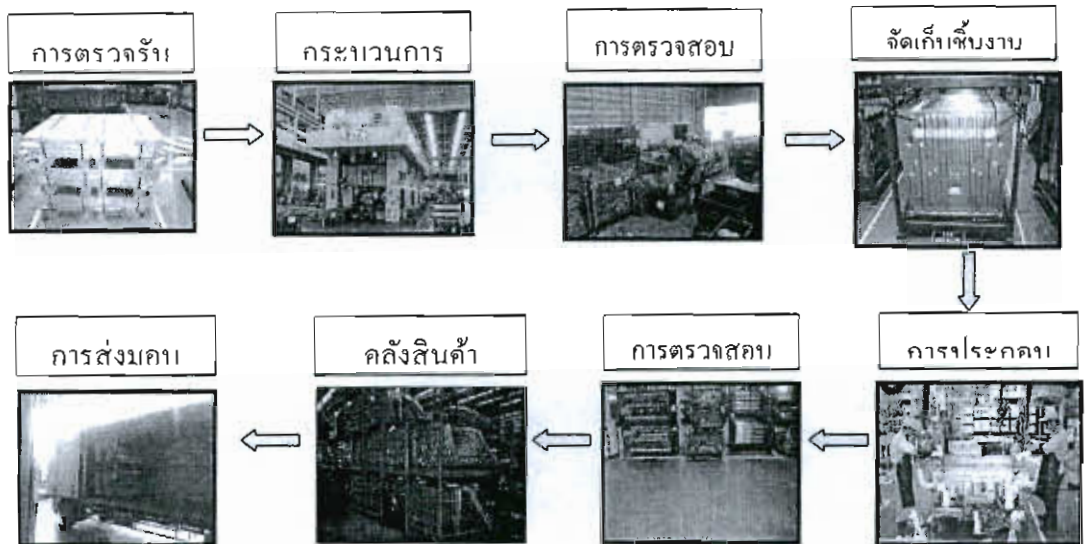 การตรวจรับ
กระบวนการ
การตรวจสอบ
จัดเก็บชิ้นงาน
การประกอบ
การตรวจสอบ
คลังสินค้า
การส่งมอบ